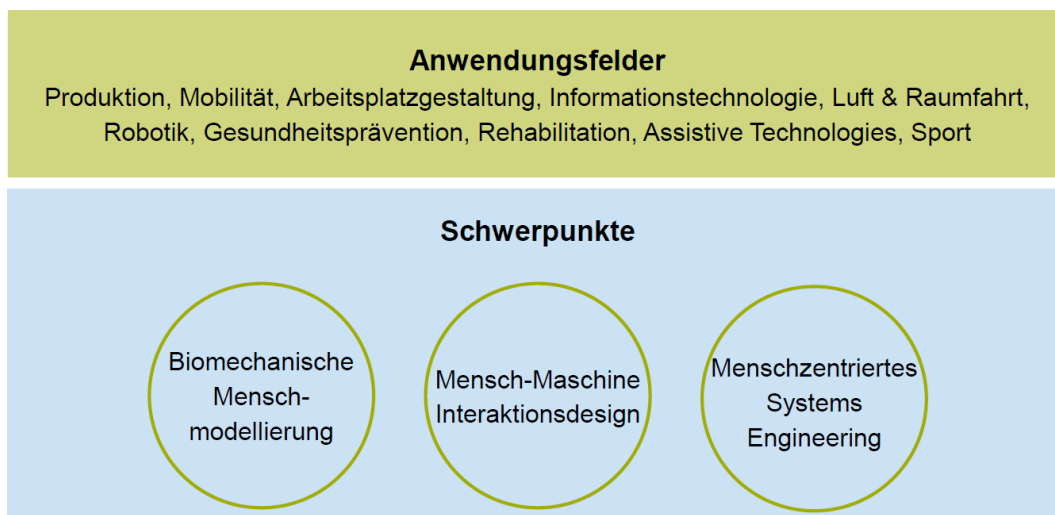 Anwendungsfelder
Produktion, Mobilität, Arbeitsplatzgestaltung, Informationstechnologie, Luft & Raumfahrt,
Robotik, Gesundheitsprävention, Rehabilitation, Assistive Technologies, Sport
Schwerpunkte
Biomechanische
Mensch-
modellierung
Mensch-Maschine
Interaktionsdesign
Menschzentriertes
Systems
Engineering